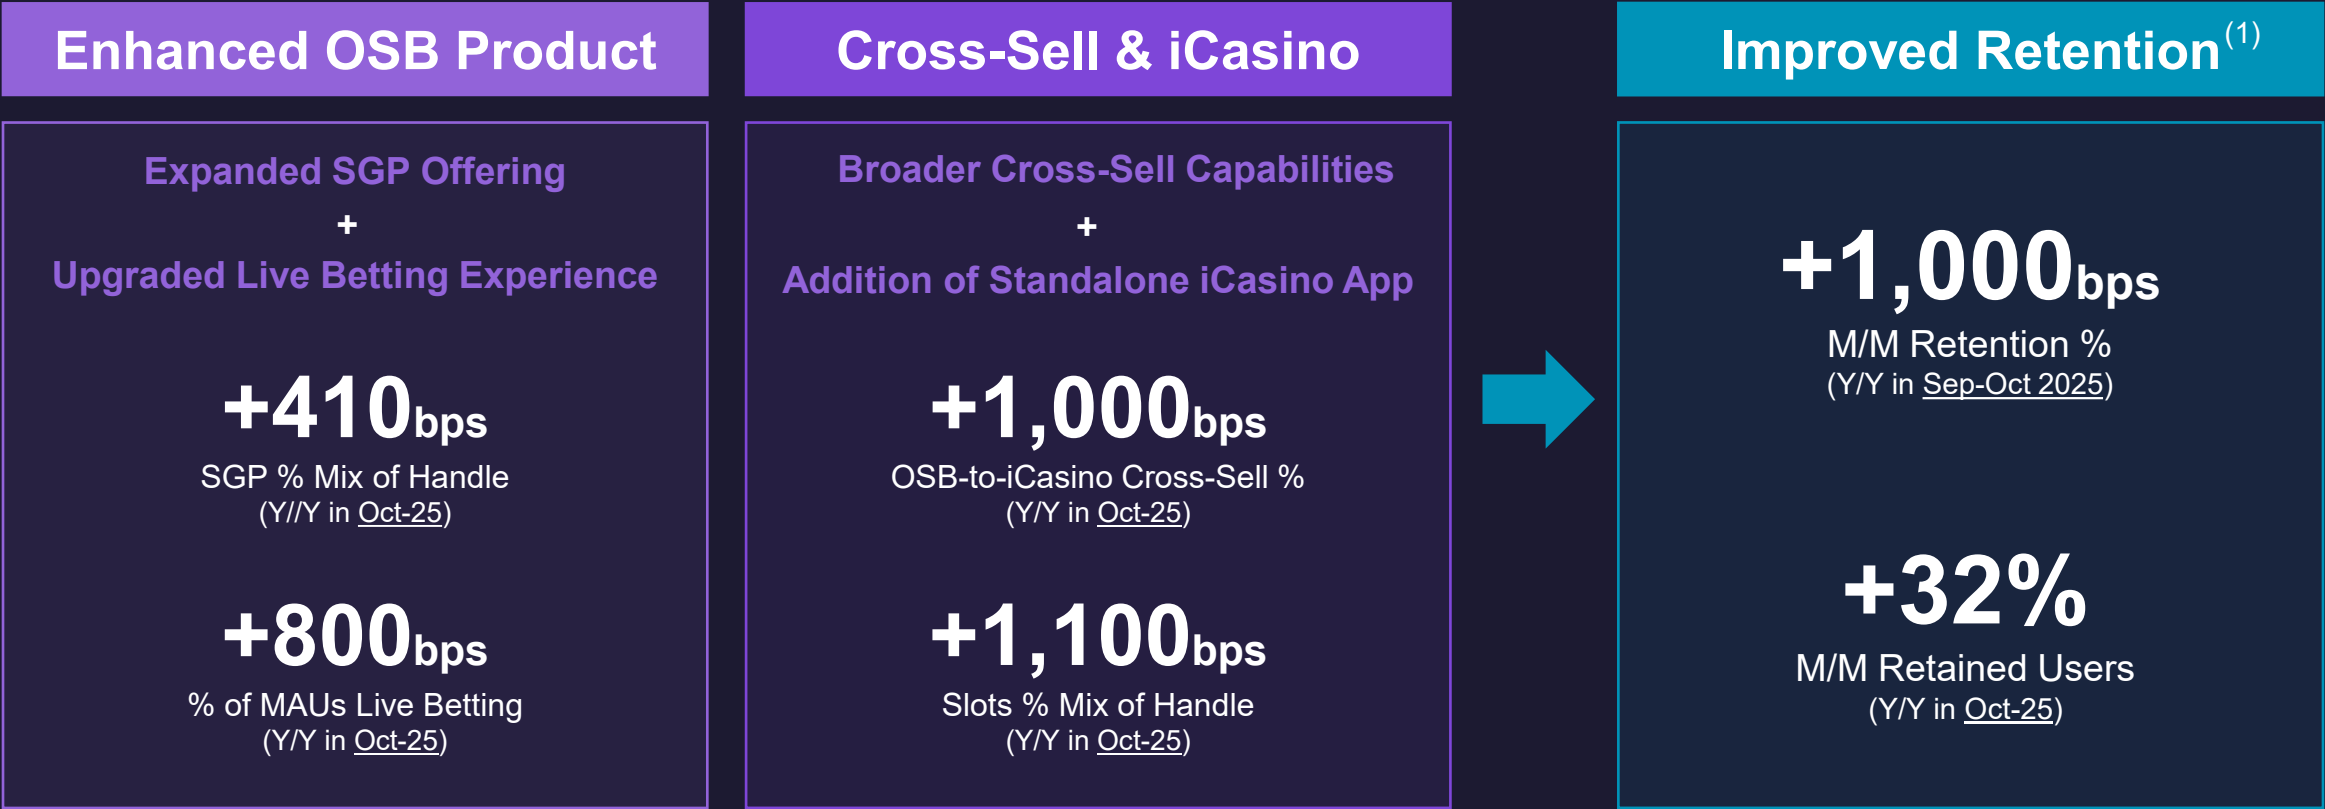 Enhanced OSB Product
Expanded SGP Offering
+
Upgraded Live Betting Experience
+410bps
SGP % Mix of Handle
(Y//Y in Oct-25)
+800bps
% of MAUs Live Betting
(Y/Y in Oct-25)
Cross-Sell & iCasino
Broader Cross-Sell Capabilities
+
Addition of Standalone iCasino App
+1,000bps
OSB-to-iCasino Cross-Sell %
(Y/Y in Oct-25)
+1,100bps
Slots % Mix of Handle
(Y/Y in Oct-25)
Improved Retention(1)
+1,000bps
M/M Retention %
(Y/Y in Sep-Oct 2025)
+32%
M/M Retained Users
(Y/Y in Oct-25)